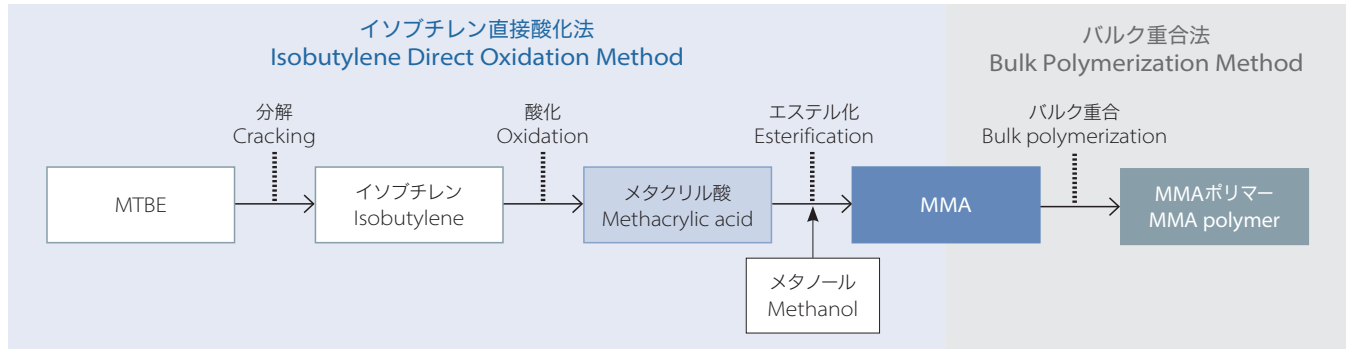 イソブチレン直接酸化法
Isobutylene Direct Oxidation Method
バルク重合法
Bulk Polymerization Method
分解
Cracking
酸化
Oxidation
エステル化
Esterification
バルク重合
Bulk polymerization
MTBE
イソブチレン
Isobutylene
メタクリル酸
Methacrylic acid
MMA
MMAポリマー
MMA polymer
メタノール
Methanol